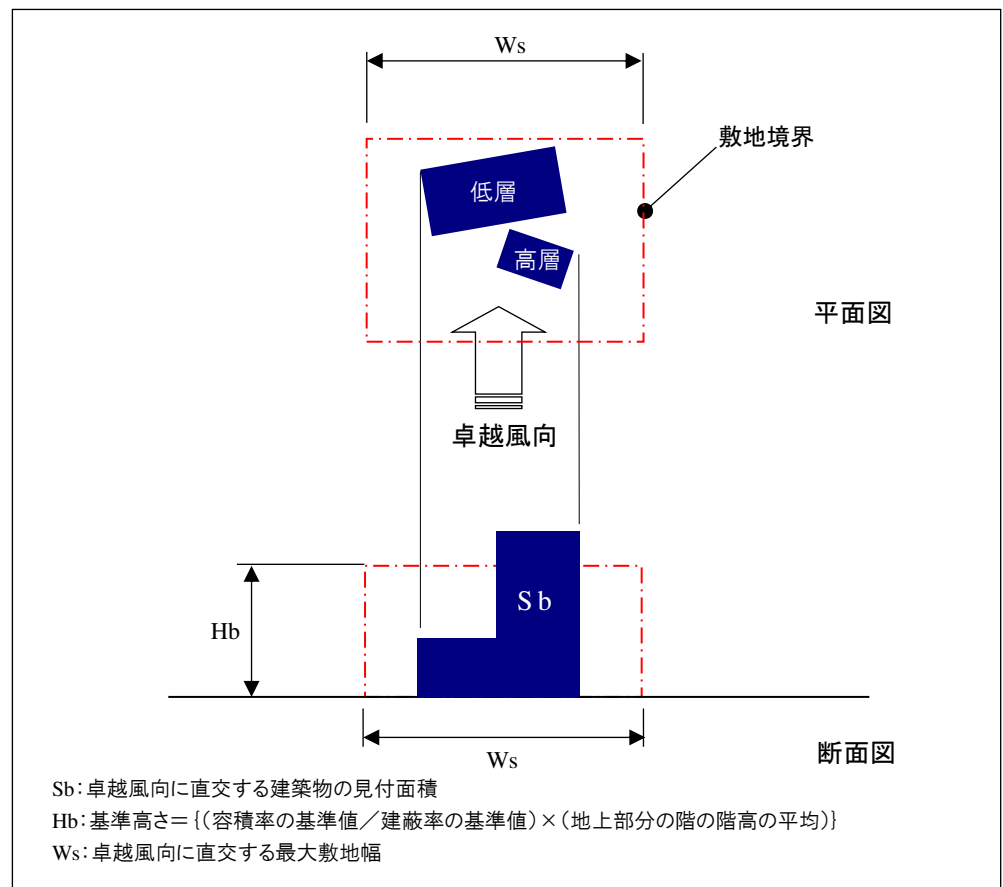 Ws
敷地境界
低層
高層
平面図
卓越風向
Sb
Hb
Ws
断面図
Sb:卓越風向に直交する建築物の見付面積
Hb:基準高さ={(容積率の基準値/建蔽率の基準値)×(地上部分の階の階高の平均)}
Ws:卓越風向に直交する最大敷地幅